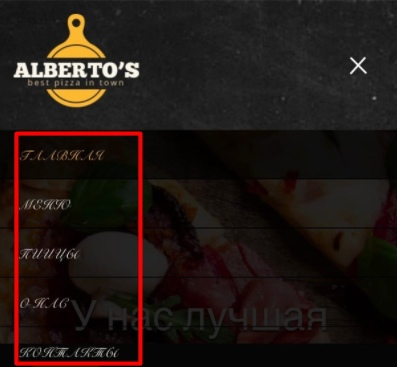 ALBERTO'S
best pizza in town
ГЛАВНАЯ
МЕНЮ
ПИЦЦЫ
О НАС
У нас лучшая
КОНТАКТЫ